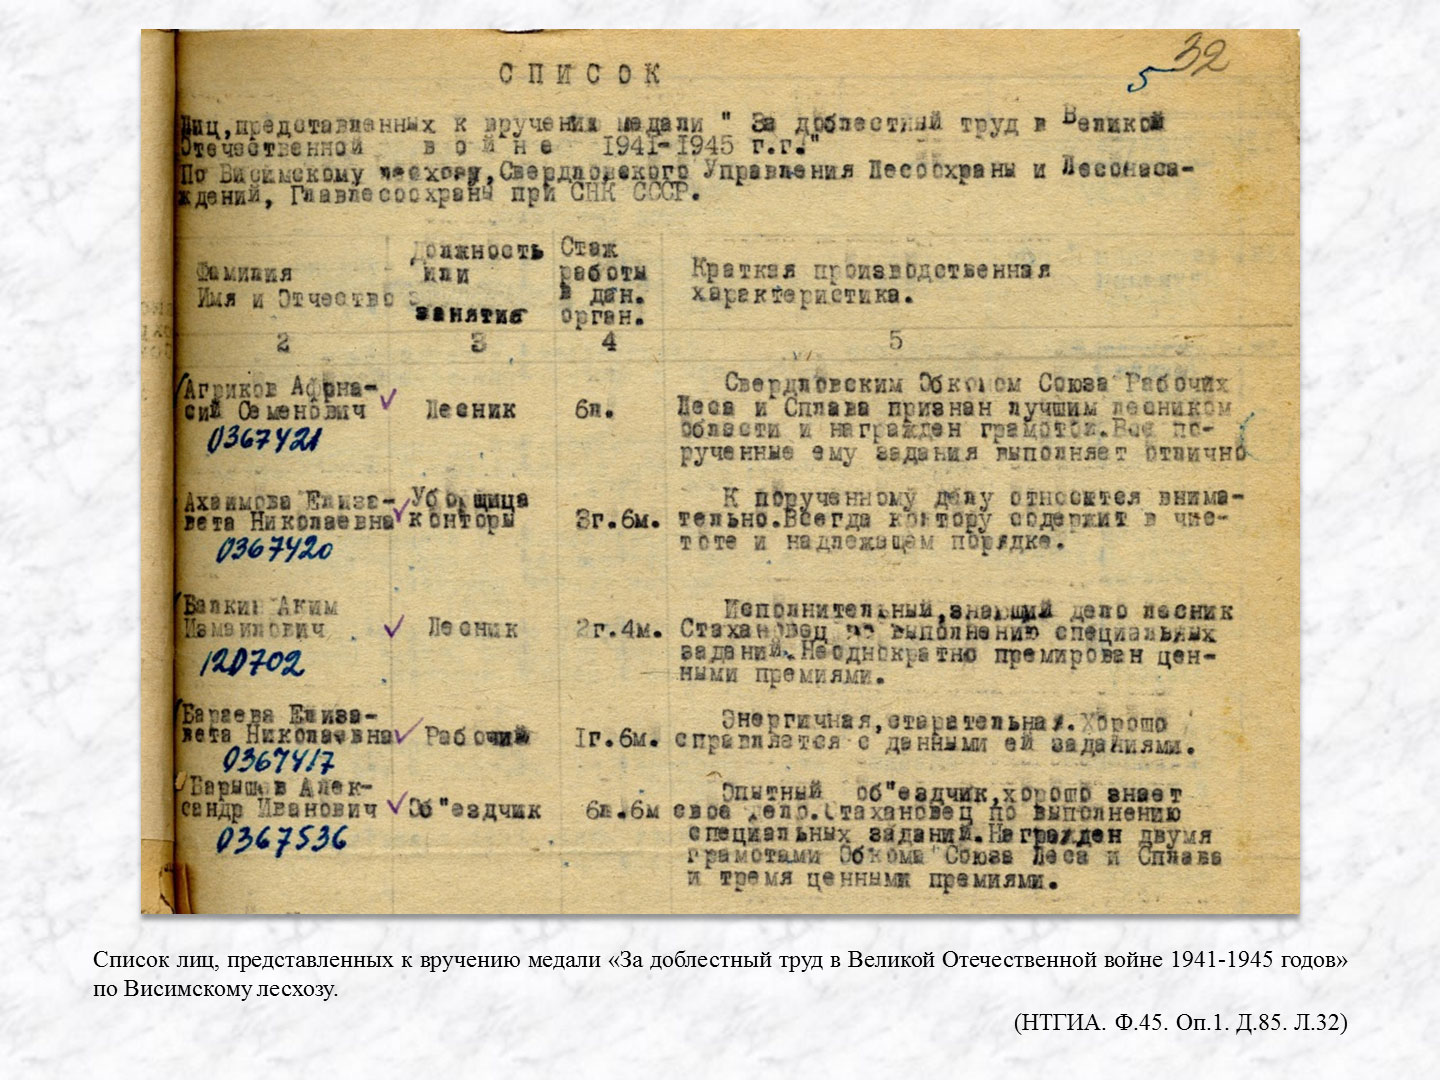 32
5
СПИСОК
Лиц,представленных к вручению медали " За доблестный труд в Великой
Отечественной войне 1941-1945 г.г."
По Висимскому лесхозу,Свердловского Управления Лесоохраны и Лесонаса-
ждений, Главлесоохраны при СНК СССР.
Фамилия
Имя и Отчество
Должность
или
занятие
Стаж
работы
в дан.
орган.
Краткая производственная
характеристика.
2 3 4 5
Агриков Афана-
сий Семенович
0367421
Лесник
6л.
Свердловским Обкомом Союза Рабочих
Леса и Сплава признан лучшим лесником
области и награжден грамотой.Все по-
рученные ему задания выполняет отлично
Ахаимова Елиза-
вета Николаевна
0367420
Уборщица
конторы
3г.6м.
К порученному делу относится внима-
тельно.Всегда контору содержит в чис-
тоте и надлежащем порядке.
Балкин Аким
Измаилович
120702
Лесник
2г.4м.
Исполнительный,знающий дело лесник
Стахановец по выполнению специальных
заданий.Неоднократно премирован цен-
ными премиями.
Бараева Елиза-
вета Николаевна
0367417
Рабочий
1г.6м.
Энергичная,старательная.Хорошо
справляется с данными ей заданиями.
Барышев Алек-
сандр Иванович
0367536
Об"ездчик
6л.6м
Опытный об"ездчик,хорошо знает
свое дело.Стахановец по выполнению
специальных заданий.Награжден двумя
грамотами Обкома Союза Леса и Сплава
и тремя ценными премиями.
Список лиц, представленных к вручению медали «За доблестный труд в Великой Отечественной войне 1941-1945 годов»
по Висимскому лесхозу.
(НТГИА. Ф.45. Оп.1. Д.85. Л.32)